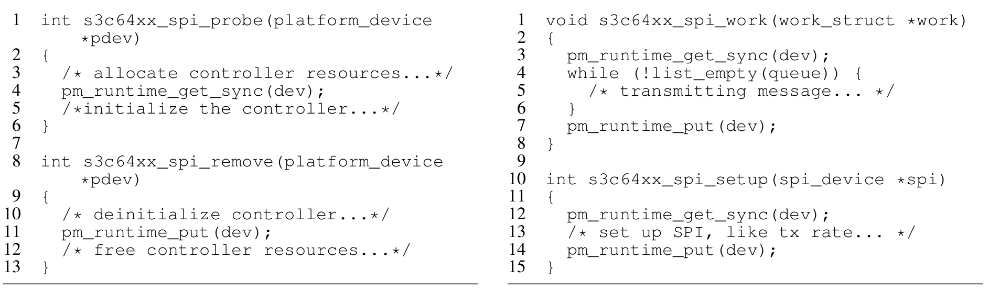 1 int s3c64xx_spi_probe(platform_device
*pdev)
2 {
3 /* allocate controller resources...*/
4 pm_runtime_get_sync(dev);
5 /*initialize the controller...*/
6 }
7
8 int s3c64xx_spi_remove(platform_device
*pdev)
9 {
10 /* deinitialize controller...*/
11 pm_runtime_put(dev);
12 /* free controller resources...*/
13 }
1 void s3c64xx_spi_work(work_struct *work)
2 {
3 pm_runtime_get_sync(dev);
4 while (!list_empty(queue)) {
5 /* transmitting message... */
6 }
7 pm_runtime_put(dev);
8 }
9
10 int s3c64xx_spi_setup(spi_device *spi)
11 {
12 pm_runtime_get_sync(dev);
13 /* set up SPI, like tx rate... */
14 pm_runtime_put(dev);
15 }